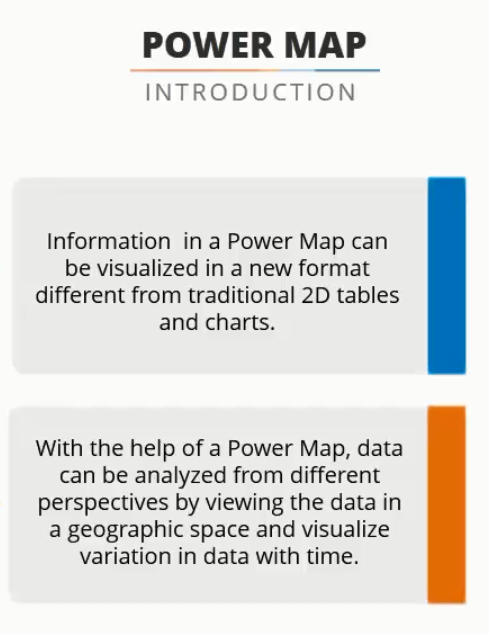 POWER MAP
INTRODUCTION
Information  in a Power Map can
be visualized in a new format
different from traditional 2D tables
and charts.
With the help of a Power Map, data
can be analyzed from different
perspectives by viewing the data in
a geographic space and visualize
variation in data with time.